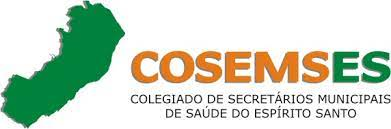 COSEMSES
COLEGIADO DE SECRETÁRIOS MUNICIPAIS
DE SAÚDE DO ESPÍRITO SANTO